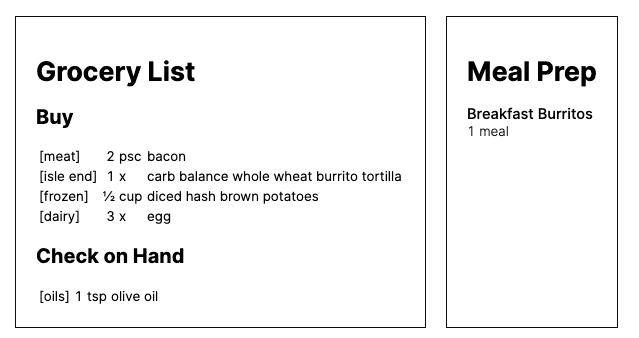 Grocery List
Buy
[meat] 2 psc bacon
[isle end] 1 x carb balance whole wheat burrito tortilla
[frozen] ½ cup diced hash brown potatoes
[dairy] 3 x egg
Check on Hand
[oils] 1 tsp olive oil
Meal Prep
Breakfast Burritos
1 meal